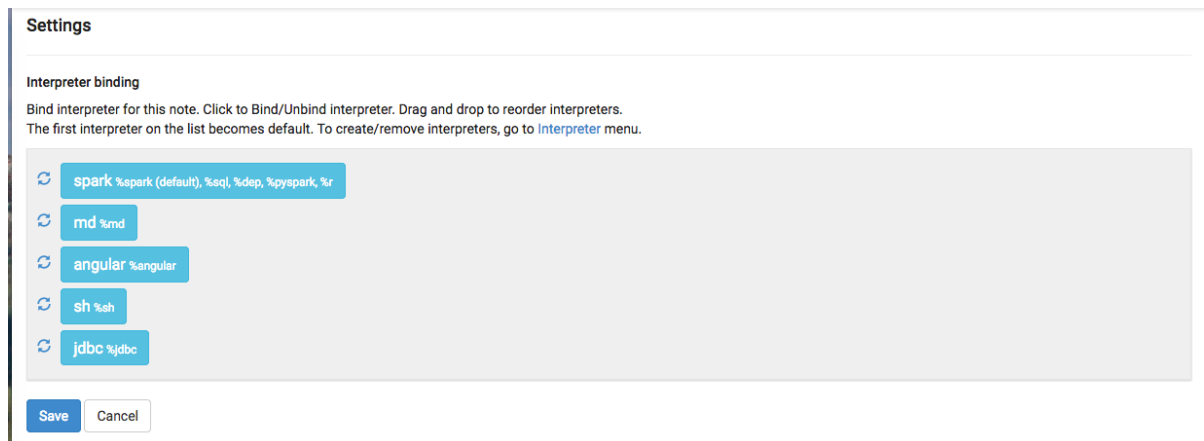 Settings
Interpreter binding
Bind interpreter for this note. Click to Bind/Unbind interpreter. Drag and drop to reorder interpreters.
The first interpreter on the list becomes default. To create/remove interpreters, go to Interpreter menu.
spark %spark (default), %sql, %dep, %pyspark, %r
md %md
angular %angular
sh %sh
jdbc %jdbc
Save Cancel